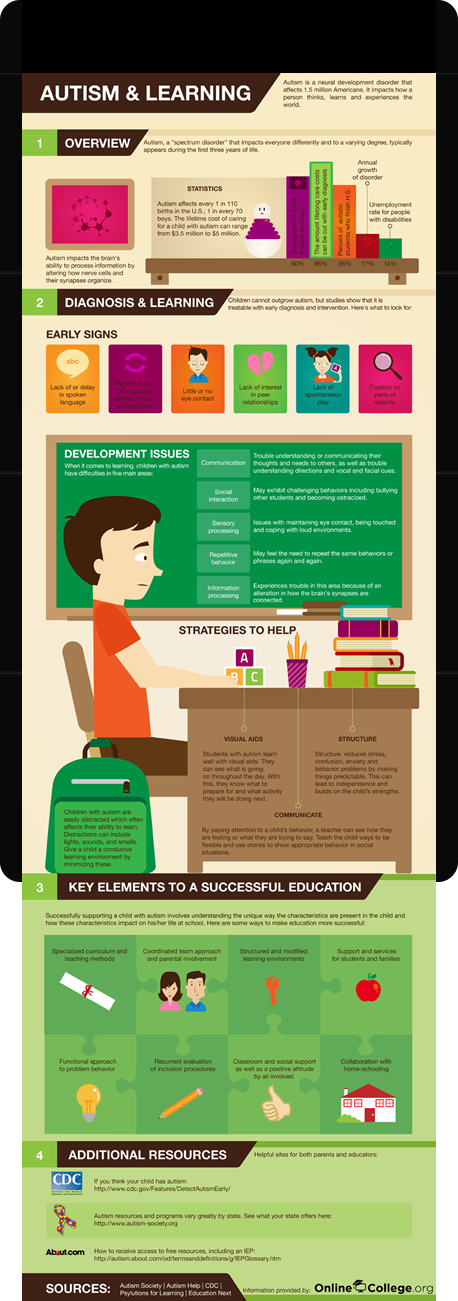 AUTISM & LEARNING
Autism is a neural development disorder that
affects 1.5 million Americans. It impacts how a
person thinks, learns and experiences the
world.
1
OVERVIEW
Autism, a "spectrum disorder" that impacts everyone differently and to a varying degree, typically
appears during the first three years of life.
STATISTICS
Autism affects every 1 in 110
births in the U.S.; 1 in every 70
boys. The lifetime cost of caring
for a child with autism can range
from $3.5 million to $5 million.
The amount lifelong care costs
can be cut with early diagnosis
Percent of autistic
students who finish H.S.
Annual
growth
of disorder
Unemployment
rate for people
with disabilities
60%
66%
56%
17%
14%
Autism impacts the brain's
ability to process information by
altering how nerve cells and
their synapses organize.
2
DIAGNOSIS & LEARNING
Children cannot outgrow autism, but studies show that it is
treatable with early diagnosis and intervention. Here's what to look for:
EARLY SIGNS
abc
Lack of or delay
in spoken
language
Little or no
eye contact
Lack of interest
in peer
relationships
Lack of
spontaneous
play
Fixation on
parts of
objects
DEVELOPMENT ISSUES
When it comes to learning, children with autism
have difficulties in five main areas:
Communication
Trouble understanding or communicating their
thoughts and needs to others, as well as trouble
understanding directions and vocal and facial cues.
Social
interaction
May exhibit challenging behaviors including bullying
other students and becoming ostracized.
Sensory
processing
Issues with maintaining eye contact, being touched
and coping with loud environments.
Repetitive
behavior
May feel the need to repeat the same behaviors or
phrases again and again.
Information
processing
Experiences trouble in this area because of an
alteration in how the brain's synapses are
connected.
STRATEGIES TO HELP
A
B C
VISUAL AIDS
Students with autism learn
well with visual aids. They
can see what is going
on throughout the day. With
this, they know what to
prepare for and what activity
they will be doing next.
STRUCTURE
Structure reduces stress,
confusion, anxiety and
behavior problems by making
things predictable. This can
lead to independence and
builds on the child's strengths.
COMMUNICATE
By paying attention to a child's behavior, a teacher can see how they
are feeling or what they are trying to say. Teach the child ways to be
flexible and use stories to show appropriate behavior in social
situations.
Children with autism are
easily distracted which often
affects their ability to learn.
Distractions can include
lights, sounds, and smells.
Give a child a conducive
learning environment by
minimizing these.
3
KEY ELEMENTS TO A SUCCESSFUL EDUCATION
Successfully supporting a child with autism involves understanding the unique way the characteristics are present in the child and
how these characteristics impact on his/her life at school. Here are some ways to make education more successful:
Specialized curriculum and
teaching methods
Coordinated team approach
and parental involvement
Structured and modified
learning environments
Support and services
for students and families
Functional approach
to problem behavior
Recurrent evaluation
of inclusion procedures
Classroom and social support
as well as a positive attitude
by all involved.
Collaboration with
home-schooling
4
ADDITIONAL RESOURCES
Helpful sites for both parents and educators:
CDC
If you think your child has autism:
http://www.cdc.gov/Features/DetectAutismEarly/
Autism resources and programs vary greatly by state. See what your state offers here:
http://www.autism-society.org
About.com
How to receive access to free resources, including an IEP:
http://autism.about.com/od/termsanddefinitions/g/IEPGlossary.htm
SOURCES:
Autism Society | Autism Help | CDC |
Psylutions for Learning | Education Next
Information provided by:
OnlineCollege.org